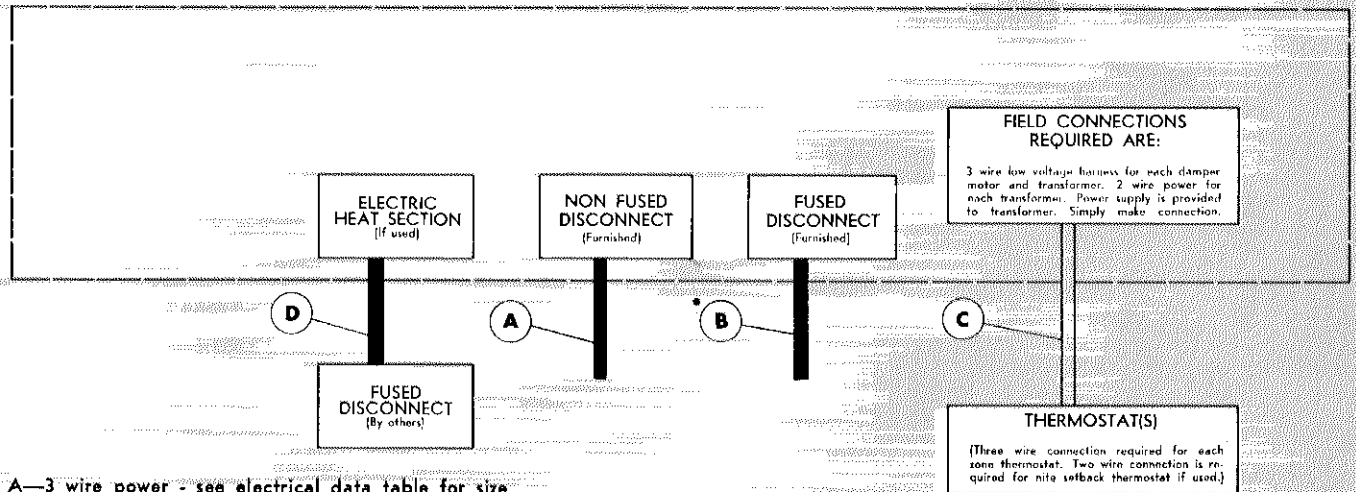 FIELD CONNECTIONS
REQUIRED ARE:
3 wire low voltage harness for each damper
motor and transformer. 2 wire power for
each transformer. Power supply is provided
to transformer. Simply make connection.
ELECTRIC
HEAT SECTION
(If used)
NON FUSED
DISCONNECT
(Furnished)
FUSED
DISCONNECT
(Furnished)
D
A
B
C
FUSED
DISCONNECT
(By others)
THERMOSTAT(S)
(Three wire connection required for each
zone thermostat. Two wire connection is re-
quired for nite setback thermostat if used.)
A—3 wire power - see electrical data table for size